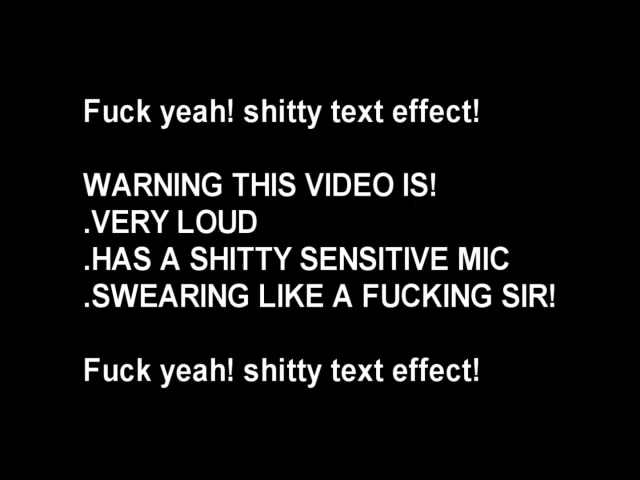 Fuck yeah! shitty text effect!
WARNING THIS VIDEO IS!
.VERY LOUD
.HAS A SHITTY SENSITIVE MIC
.SWEARING LIKE A FUCKING SIR!
Fuck yeah! shitty text effect!